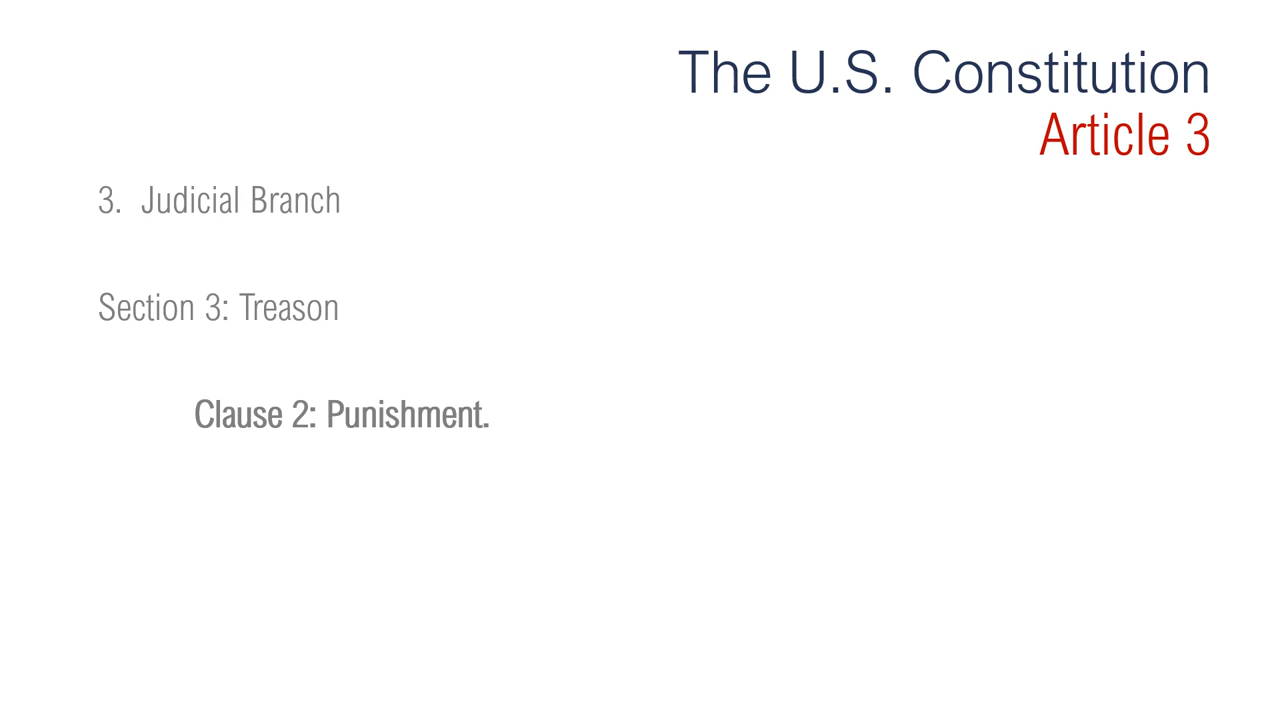 The U.S. Constitution
Article 3
3. Judicial Branch
Section 3: Treason
Clause 2: Punishment.